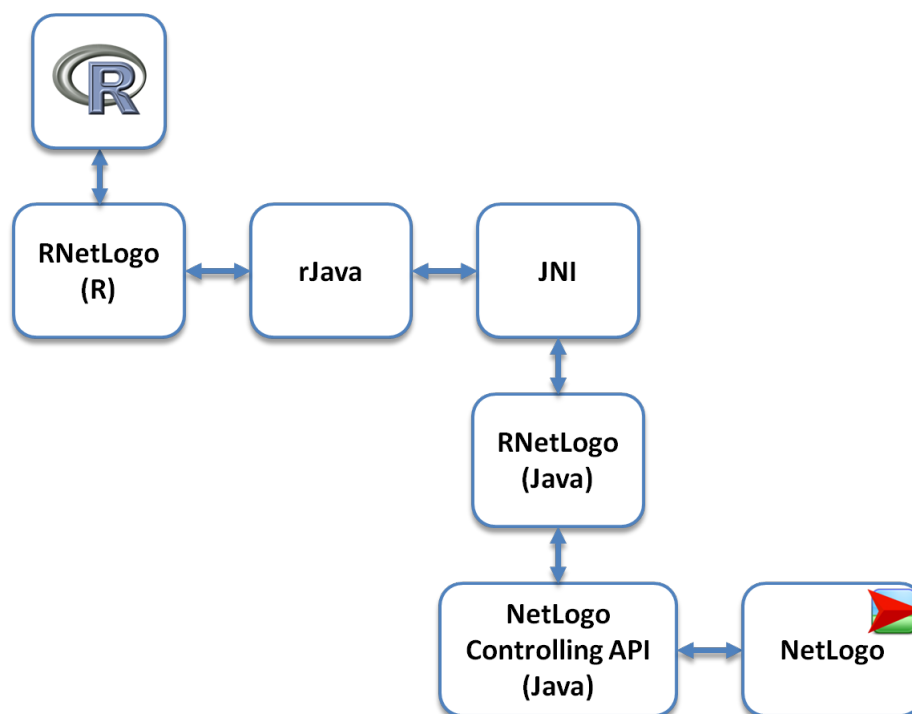 R
RNetLogo
(R)
rJava
JNI
RNetLogo
(Java)
NetLogo
Controlling API
(Java)
NetLogo